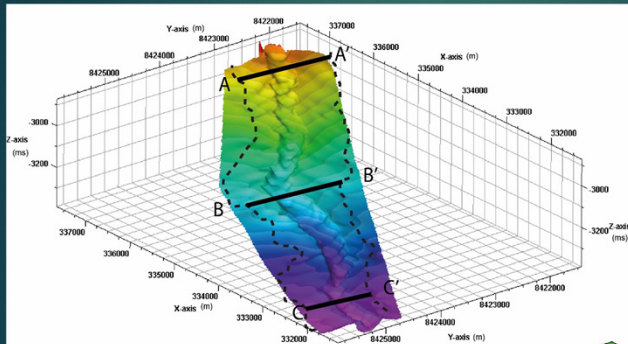 Y-axis (m)
8422000
8423000
8424000
8425000
337000
336000
335000
334000
333000
332000
X-axis (m)
A
A'
-3000
Z-axis
(ms)
-3200
B
B'
-3000
-3200
Z-axis
(ms)
337000
336000
335000
334000
333000
332000
X-axis (m)
C
C'
8422000
8423000
8424000
8425000
Y-axis (m)